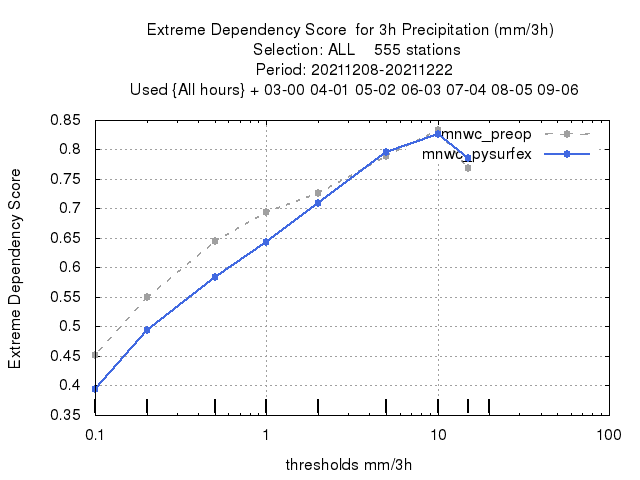 Extreme Dependency Score  for 3h Precipitation (mm/3h)
Selection: ALL    555 stations
Period: 20211208-20211222
Used {All hours} + 03-00 04-01 05-02 06-03 07-04 08-05 09-06
mnwc_preop
mnwc_pysurfex
Extreme Dependency Score
0.85
0.8
0.75
0.7
0.65
0.6
0.55
0.5
0.45
0.4
0.35
0.1 1 10 100
thresholds mm/3h